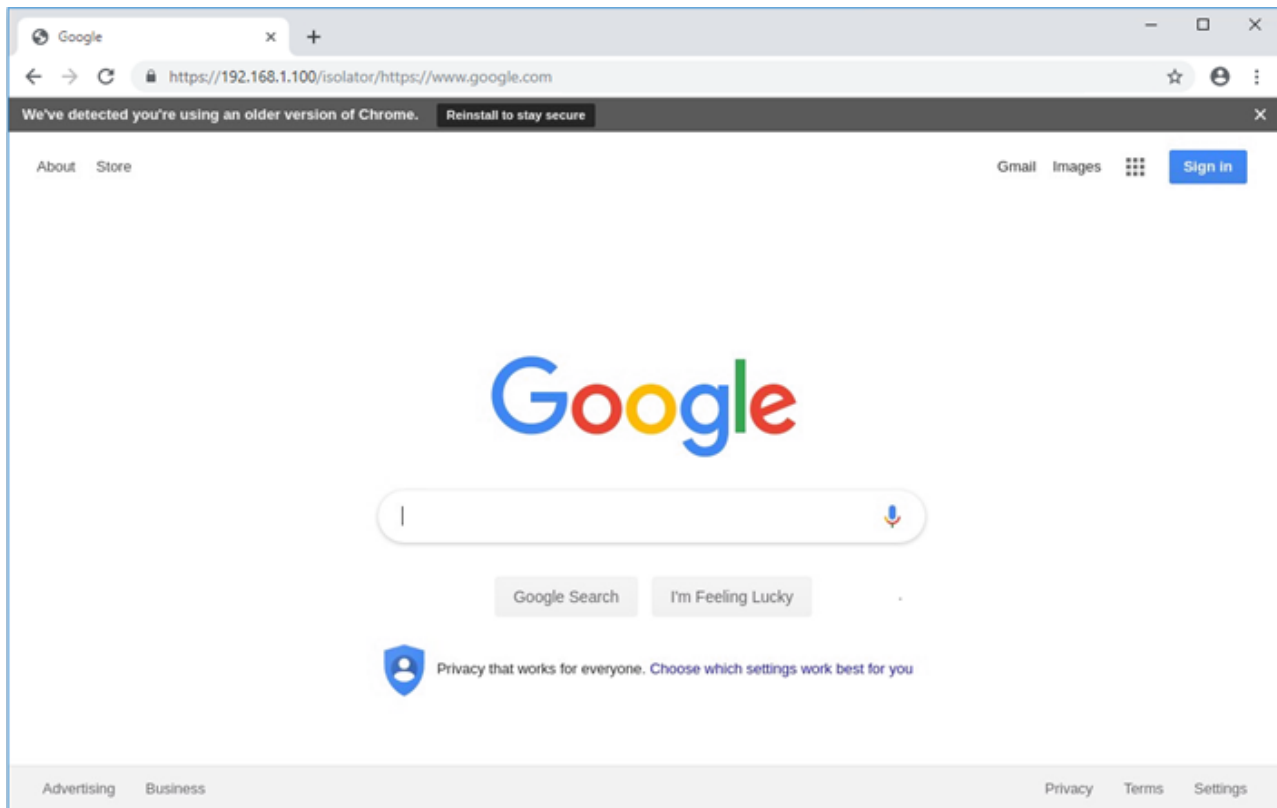 Google
https://192.168.1.100/isolator/https://www.google.com
We've detected you're using an older version of Chrome. Reinstall to stay secure
About Store Gmail Images Sign in
Google
Google Search I'm Feeling Lucky
Privacy that works for everyone. Choose which settings work best for you
Advertising Business Privacy Terms Settings